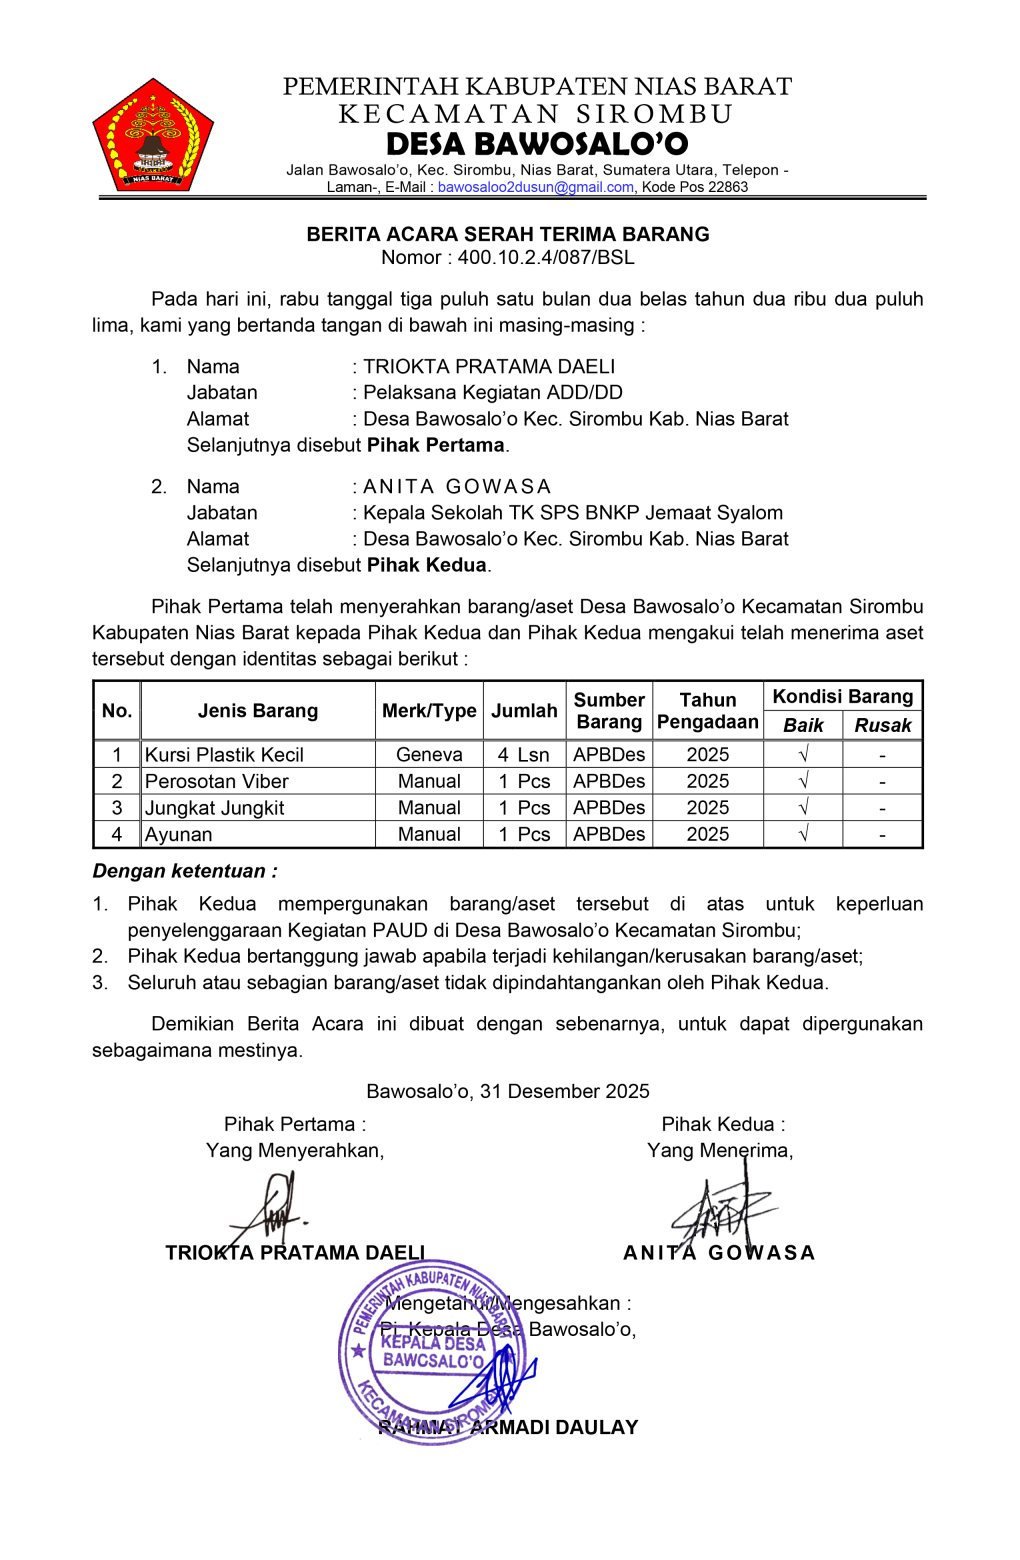 PEMERINTAH KABUPATEN NIAS BARAT
KECAMATAN SIROMBU
DESA BAWOSALO’O
Jalan Bawosalo’o, Kec. Sirombu, Nias Barat, Sumatera Utara, Telepon -
Laman-, E-Mail : bawosaloo2dusun@gmail.com, Kode Pos 22863
NIAS BARAT
BERITA ACARA SERAH TERIMA BARANG
Nomor : 400.10.2.4/087/BSL
Pada hari ini, rabu tanggal tiga puluh satu bulan dua belas tahun dua ribu dua puluh
lima, kami yang bertanda tangan di bawah ini masing-masing :
1. Nama : TRIOKTA PRATAMA DAELI
Jabatan : Pelaksana Kegiatan ADD/DD
Alamat : Desa Bawosalo’o Kec. Sirombu Kab. Nias Barat
Selanjutnya disebut Pihak Pertama.
2. Nama : ANITA GOWASA
Jabatan : Kepala Sekolah TK SPS BNKP Jemaat Syalom
Alamat : Desa Bawosalo’o Kec. Sirombu Kab. Nias Barat
Selanjutnya disebut Pihak Kedua.
Pihak Pertama telah menyerahkan barang/aset Desa Bawosalo’o Kecamatan Sirombu
Kabupaten Nias Barat kepada Pihak Kedua dan Pihak Kedua mengakui telah menerima aset
tersebut dengan identitas sebagai berikut :
No. Jenis Barang Merk/Type Jumlah Sumber Barang Tahun Pengadaan Kondisi Barang
Baik Rusak
1 Kursi Plastik Kecil Geneva 4 Lsn APBDes 2025 √ -
2 Perosotan Viber Manual 1 Pcs APBDes 2025 √ -
3 Jungkat Jungkit Manual 1 Pcs APBDes 2025 √ -
4 Ayunan Manual 1 Pcs APBDes 2025 √ -
Dengan ketentuan :
1. Pihak Kedua mempergunakan barang/aset tersebut di atas untuk keperluan
penyelenggaraan Kegiatan PAUD di Desa Bawosalo’o Kecamatan Sirombu;
2. Pihak Kedua bertanggung jawab apabila terjadi kehilangan/kerusakan barang/aset;
3. Seluruh atau sebagian barang/aset tidak dipindahtangankan oleh Pihak Kedua.
Demikian Berita Acara ini dibuat dengan sebenarnya, untuk dapat dipergunakan
sebagaimana mestinya.
Bawosalo’o, 31 Desember 2025
Pihak Pertama : Pihak Kedua :
Yang Menyerahkan, Yang Menerima,
TRIOKTA PRATAMA DAELI ANITA GOWASA
Mengetahui/Mengesahkan :
Pj. Kepala Desa Bawosalo’o,
PEMERINTAH KABUPATEN NIAS BARAT
KEPALA DESA
BAWOSALO’O
KECAMATAN SIROMBU
RAHMAT ARMADI DAULAY